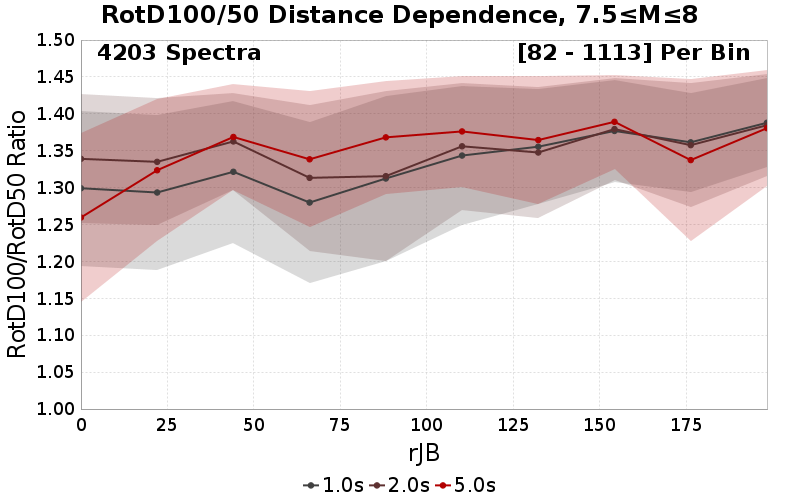 RotD100/50 Distance Dependence, 7.5≤M≤8
4203 Spectra
[82 - 1113] Per Bin
RotD100/RotD50 Ratio
1.50
1.45
1.40
1.35
1.30
1.25
1.20
1.15
1.10
1.05
1.00
0 25 50 75 100 125 150 175
rJB
1.0s 2.0s 5.0s